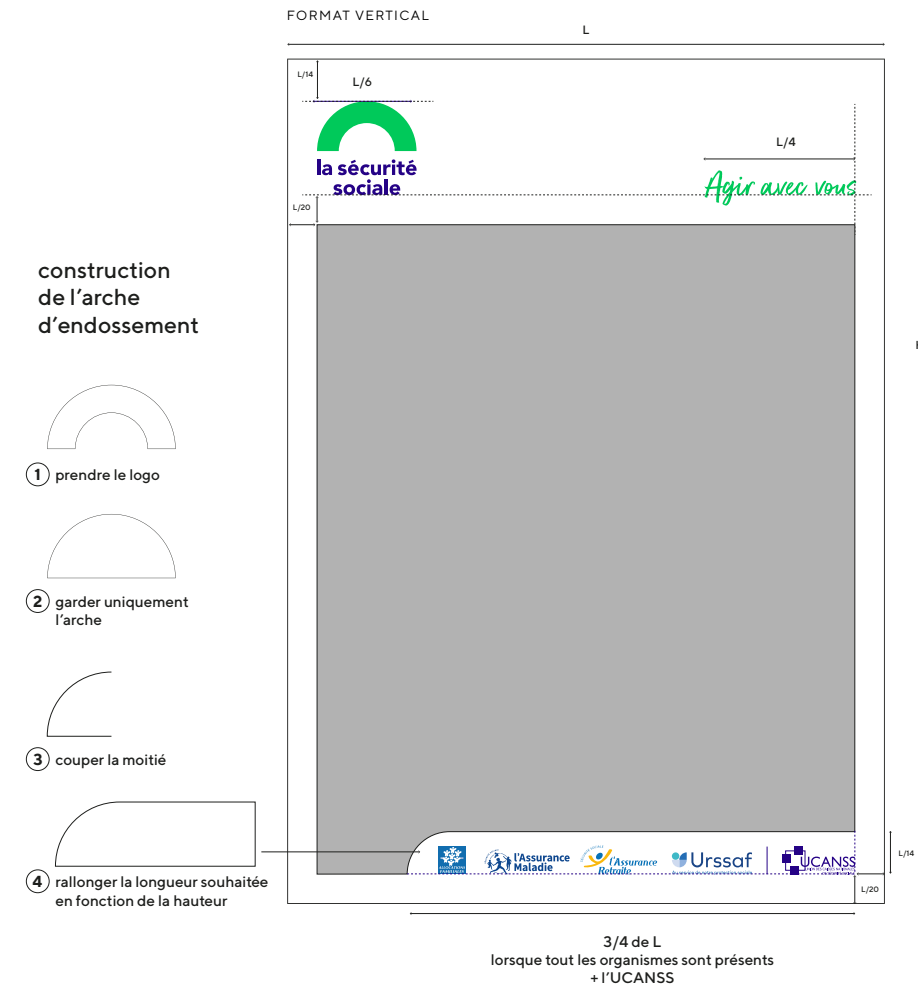 FORMAT VERTICAL
L
L/14
L/6
la sécurité
sociale
L/4
Agir avec vous
L/20
construction
de l'arche
d'endossement
1 prendre le logo
2 garder uniquement
l'arche
3 couper la moitié
4 rallonger la longueur souhaitée
en fonction de la hauteur
l'Assurance
Maladie
l'Assurance
Retraite
Urssaf
UCANSS
L/14
L/20
3/4 de L
lorsque tout les organismes sont présents
+ l'UCANSS